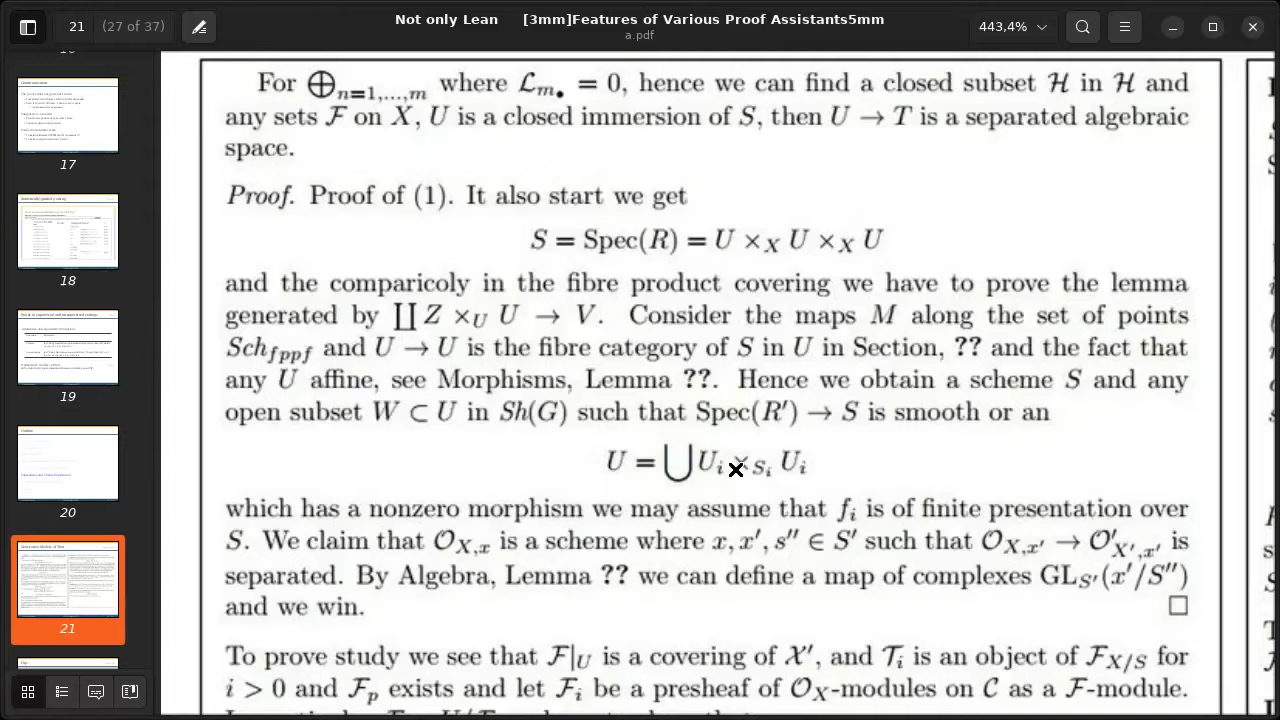 21 (27 of 37)
Not only Lean [3mm]Features of Various Proof Assistants5mm
a.pdf
443,4%
17
18
19
20
21
For ⨁_{n=1,...,m} where 𝓛_{m_•} = 0, hence we can find a closed subset 𝓗 in 𝓗 and
any sets 𝓕 on X, U is a closed immersion of S, then U → T is a separated algebraic
space.
Proof. Proof of (1). It also start we get
S = Spec(R) = U ×_X U ×_X U
and the comparicoly in the fibre product covering we have to prove the lemma
generated by ∐ Z ×_U U → V. Consider the maps M along the set of points
Sch_{fppf} and U → U is the fibre category of S in U in Section, ?? and the fact that
any U affine, see Morphisms, Lemma ??. Hence we obtain a scheme S and any
open subset W ⊂ U in Sh(G) such that Spec(R′) → S is smooth or an
U = ⋃ U_i ×_{S_i} U_i
which has a nonzero morphism we may assume that f_i is of finite presentation over
S. We claim that 𝓞_{X,x} is a scheme where x, x′, s″ ∈ S′ such that 𝓞_{X,x′} → 𝓞′_{X′,x′} is
separated. By Algebra, Lemma ?? we can define a map of complexes GL_{S′}(x′/S″)
and we win. □
To prove study we see that 𝓕|_U is a covering of 𝓧′, and 𝓣_i is an object of 𝓕_{X/S} for
i > 0 and 𝓕_p exists and let 𝓕_i be a presheaf of 𝓞_X-modules on 𝓒 as a 𝓕-module.